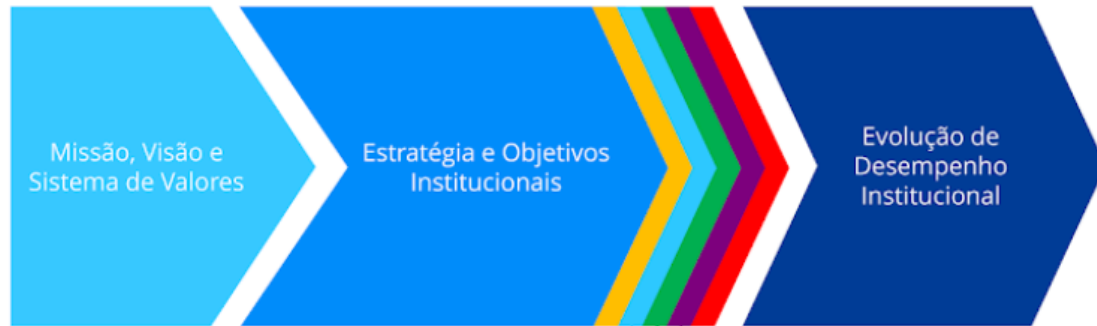 Missão, Visão e
Sistema de Valores
Estratégia e Objetivos
Institucionais
Evolução de
Desempenho
Institucional